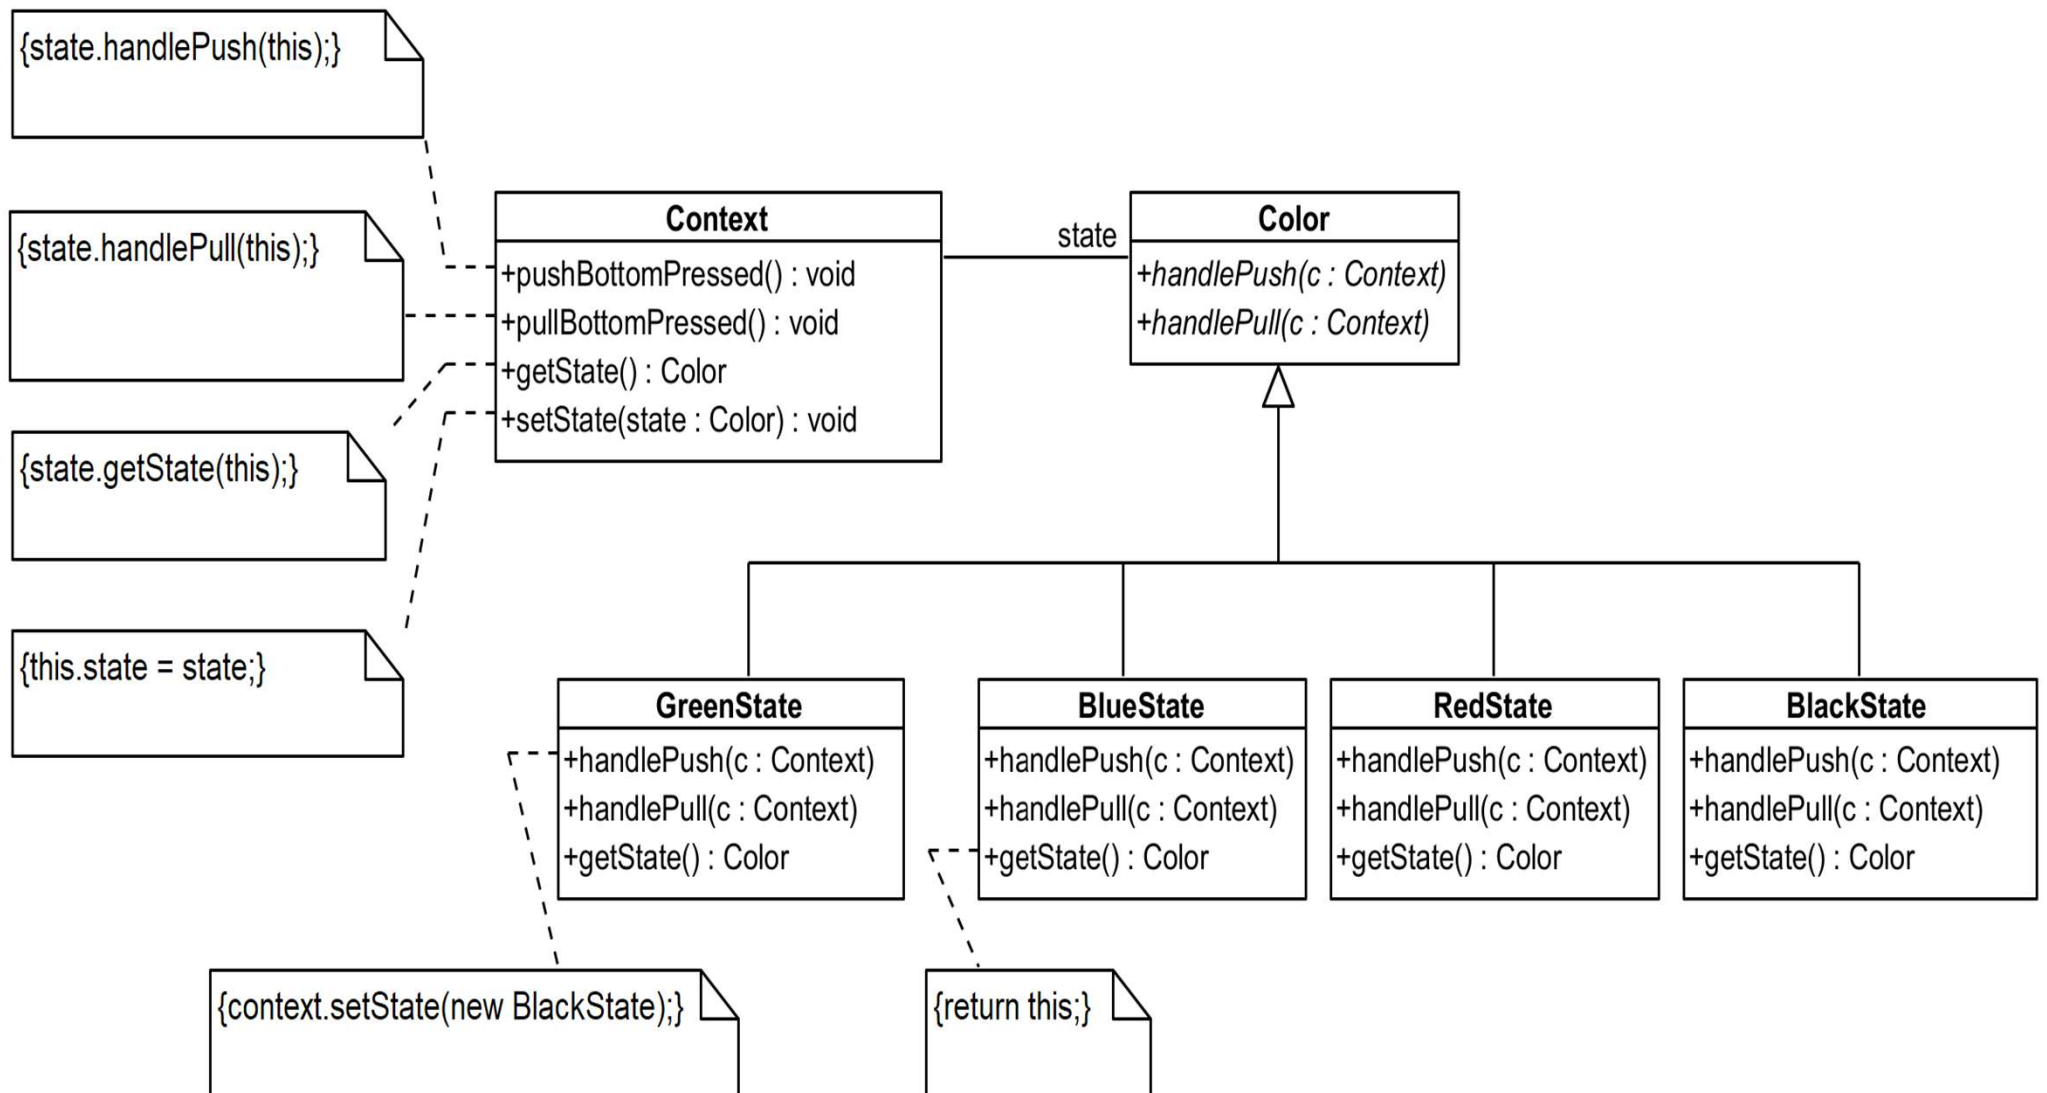 {state.handlePush(this);}
{state.handlePull(this);}
{state.getState(this);}
{this.state = state;}
Context
+pushBottomPressed() : void
+pullBottomPressed() : void
+getState() : Color
+setState(state : Color) : void
state
Color
+handlePush(c : Context)
+handlePull(c : Context)
GreenState
+handlePush(c : Context)
+handlePull(c : Context)
+getState() : Color
BlueState
+handlePush(c : Context)
+handlePull(c : Context)
+getState() : Color
RedState
+handlePush(c : Context)
+handlePull(c : Context)
+getState() : Color
BlackState
+handlePush(c : Context)
+handlePull(c : Context)
+getState() : Color
{context.setState(new BlackState);}
{return this;}